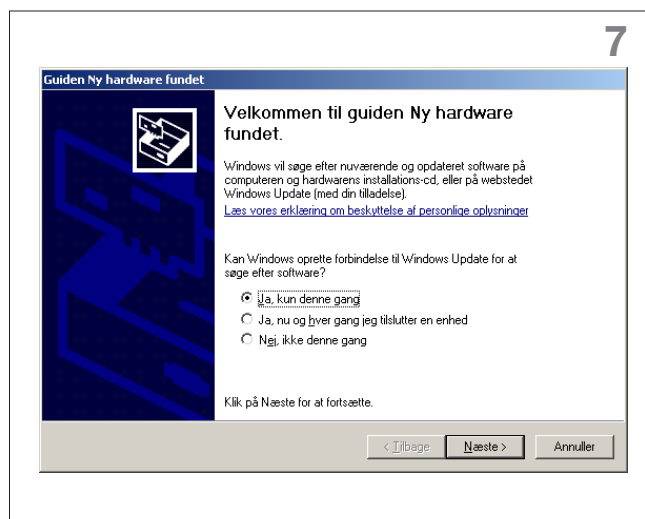 7
Guiden Ny hardware fundet
Velkommen til guiden Ny hardware
fundet.
Windows vil søge efter nuværende og opdateret software på
computeren og hardwarens installations-cd, eller på webstedet
Windows Update (med din tilladelse).
Læs vores erklæring om beskyttelse af personlige oplysninger
Kan Windows oprette forbindelse til Windows Update for at
søge efter software?
Ja, kun denne gang
Ja, nu og hver gang jeg tilslutter en enhed
Nej, ikke denne gang
Klik på Næste for at fortsætte.
< Tilbage Næste > Annuller